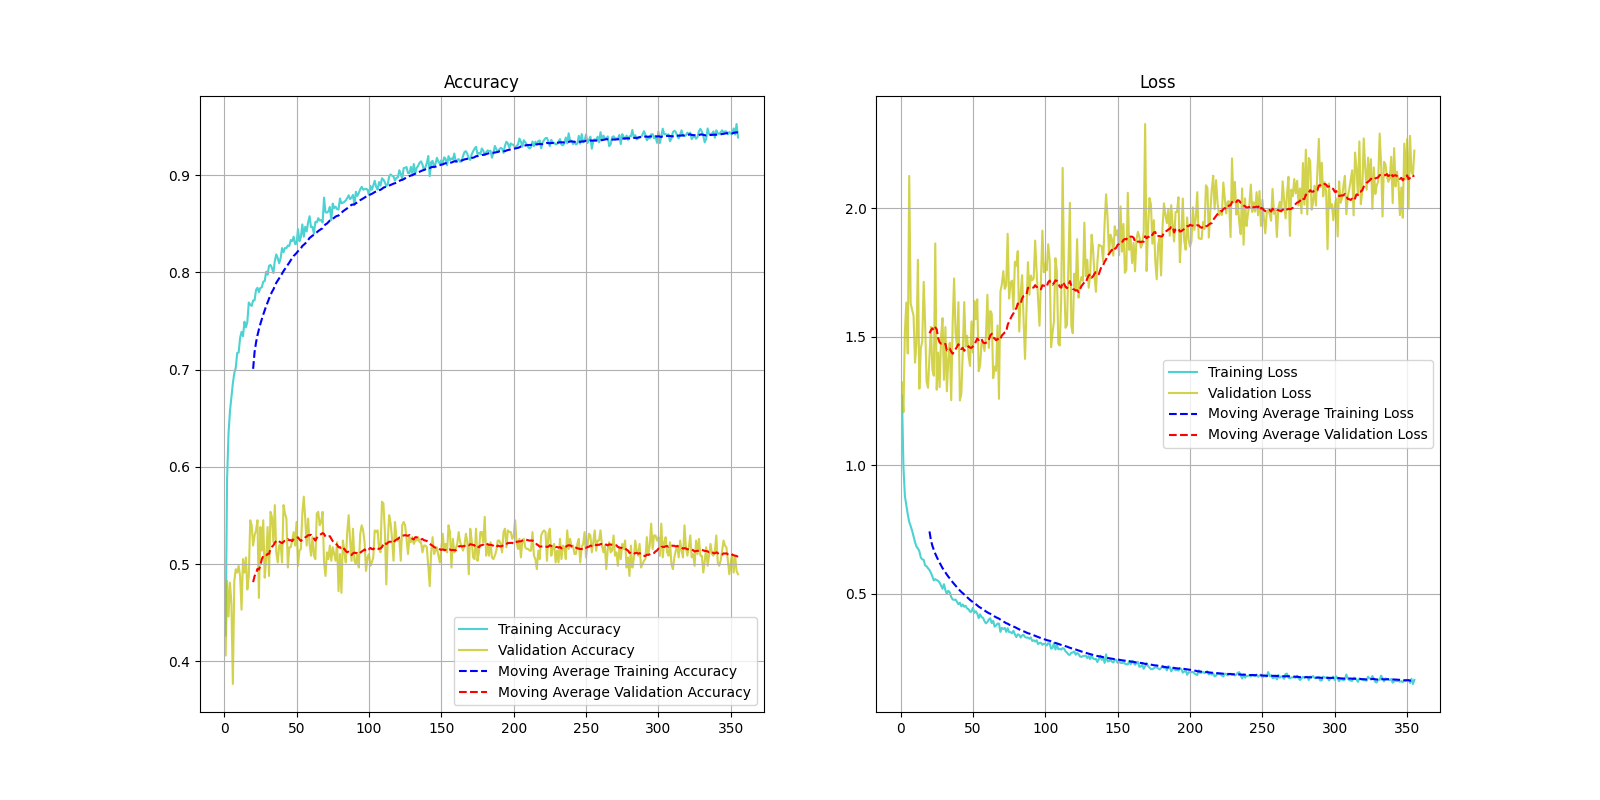 Accuracy
0.9
0.8
0.7
0.6
0.5
0.4
0 50 100 150 200 250 300 350
Training Accuracy
Validation Accuracy
Moving Average Training Accuracy
Moving Average Validation Accuracy
Loss
2.0
1.5
1.0
0.5
0 50 100 150 200 250 300 350
Training Loss
Validation Loss
Moving Average Training Loss
Moving Average Validation Loss